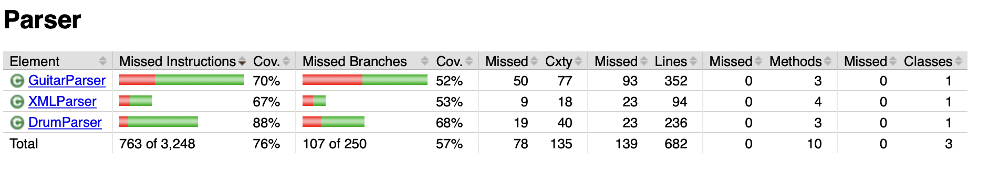 Parser
Element Missed Instructions Cov. Missed Branches Cov. Missed Cxty Missed Lines Missed Methods Missed Classes
C GuitarParser 70% 52% 50 77 93 352 0 3 0 1
C XMLParser 67% 53% 9 18 23 94 0 4 0 1
C DrumParser 88% 68% 19 40 23 236 0 3 0 1
Total 763 of 3,248 76% 107 of 250 57% 78 135 139 682 0 10 0 3